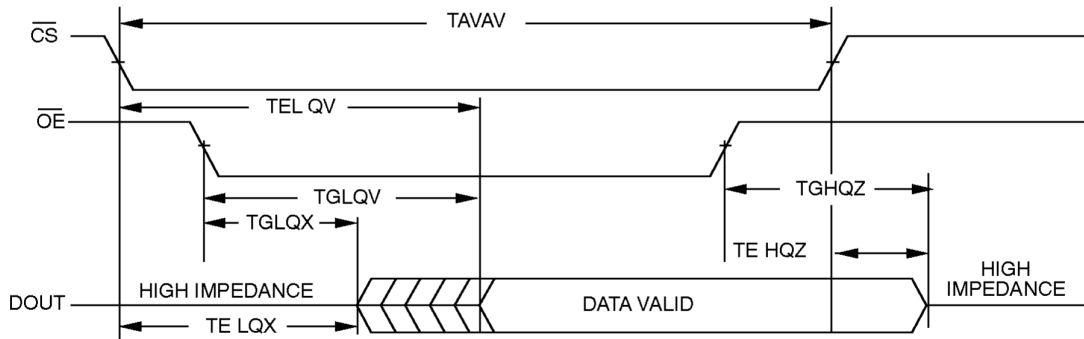 TAVAV
CS
TEL QV
OE
TGLQV
TGHQZ
TGLQX
TE HQZ
HIGH IMPEDANCE
HIGH
IMPEDANCE
DOUT
DATA VALID
TE LQX